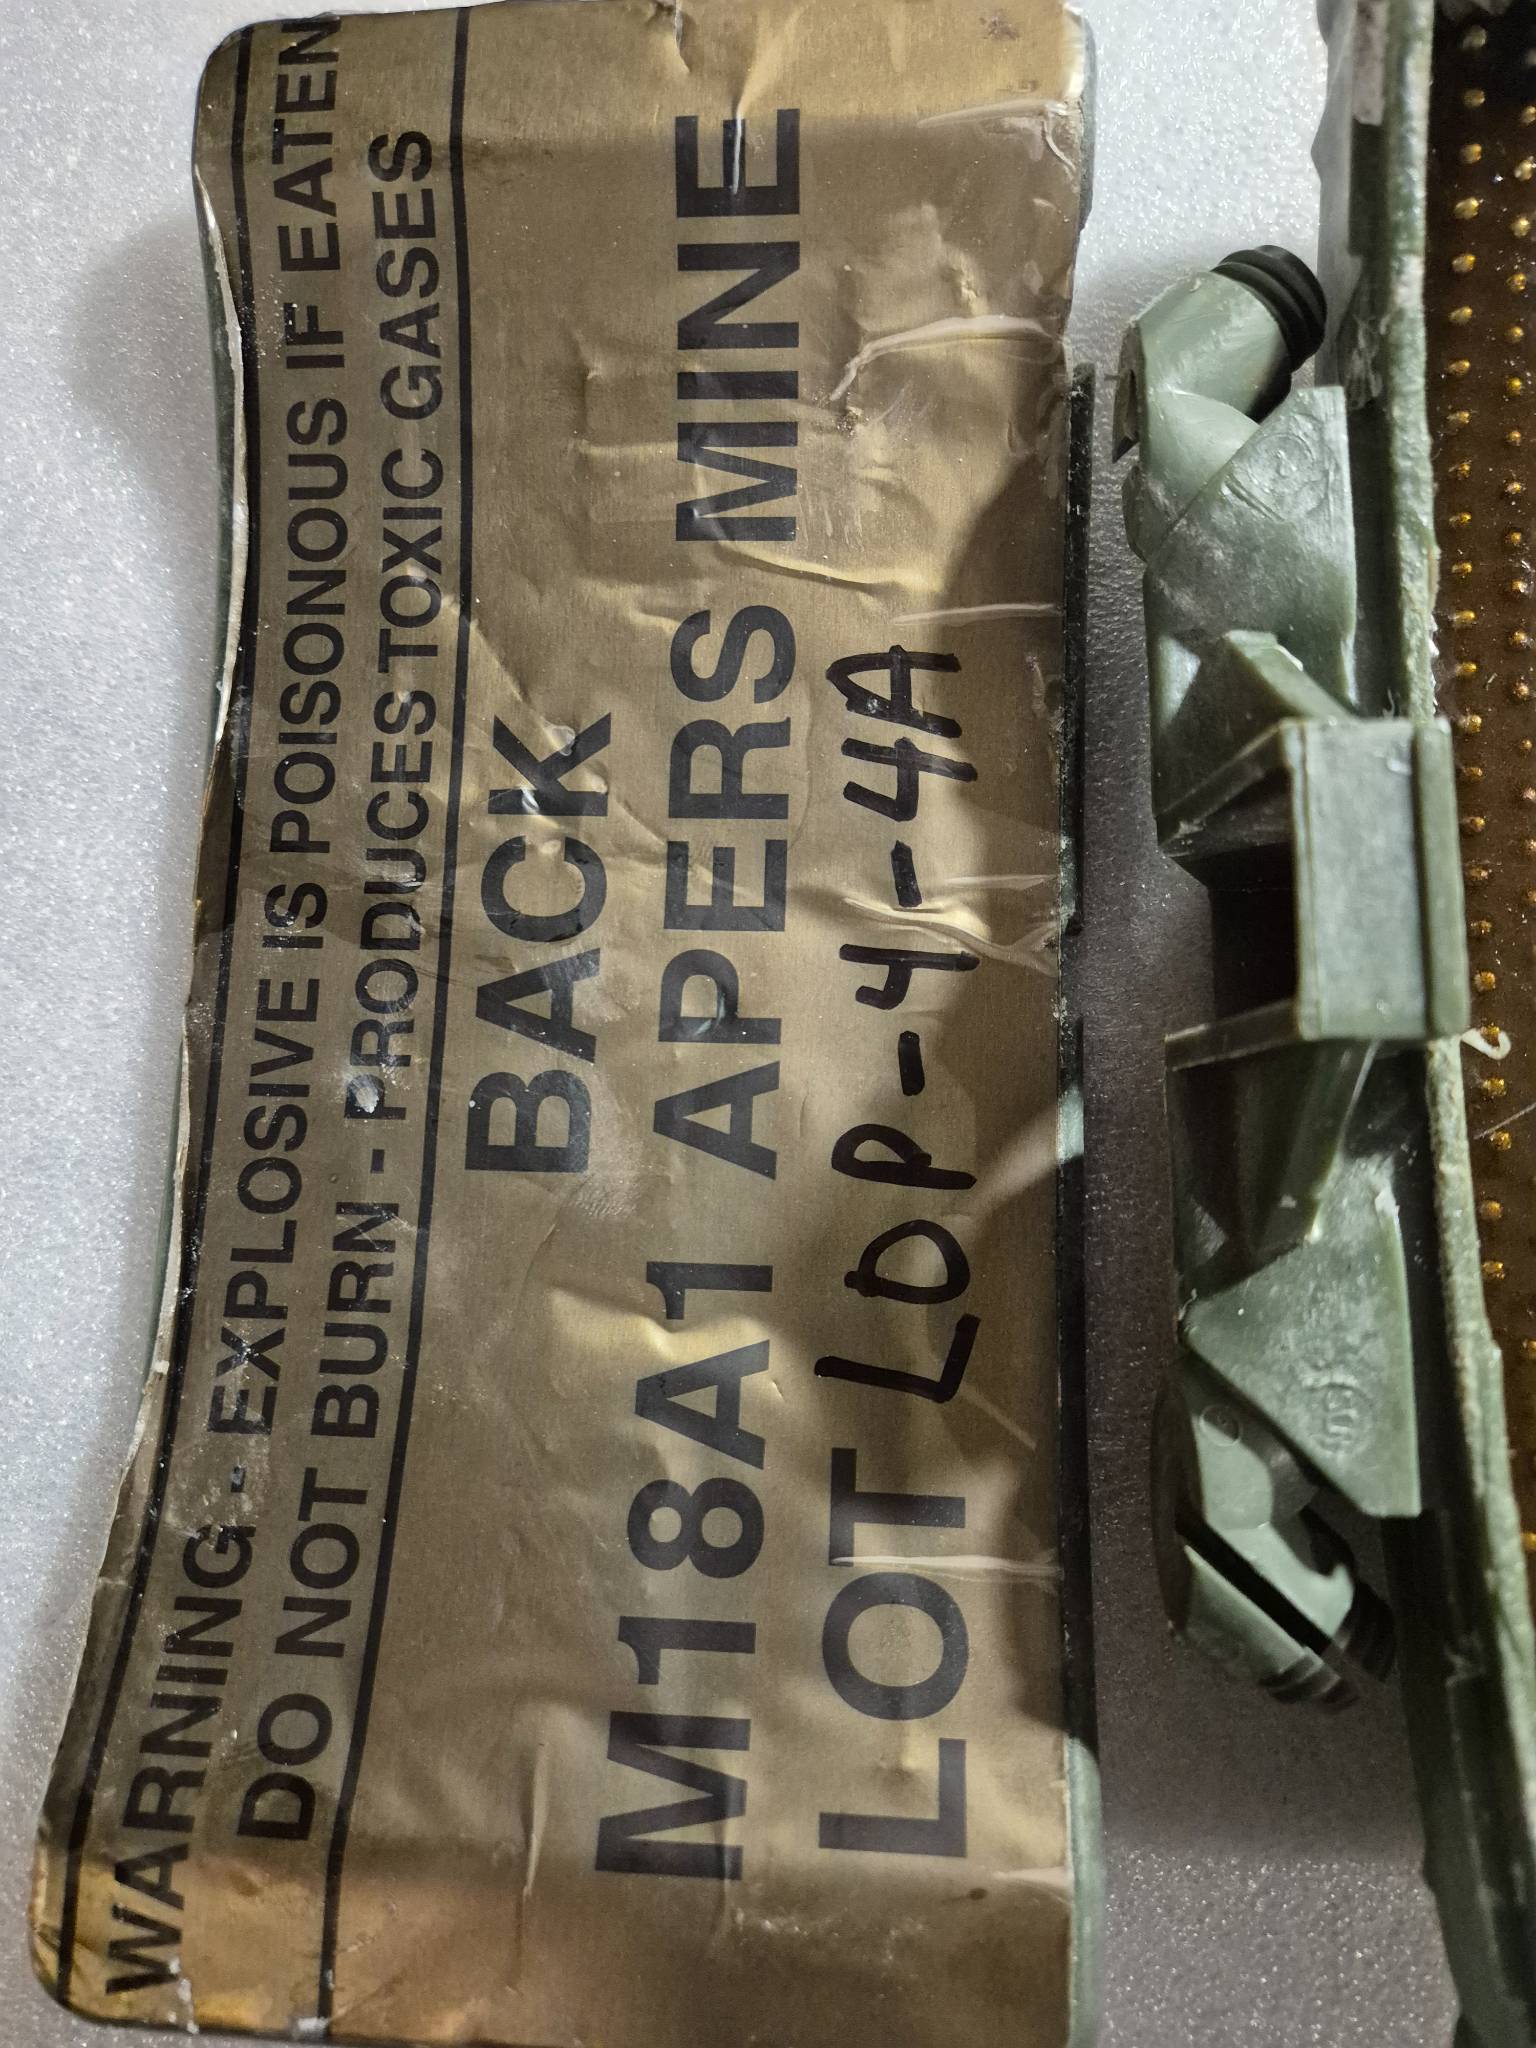 WARNING - EXPLOSIVE IS POISONOUS IF EATEN
DO NOT BURN - PRODUCES TOXIC GASES
BACK
M18A1 APERS MINE
LOT LOP-4-4A